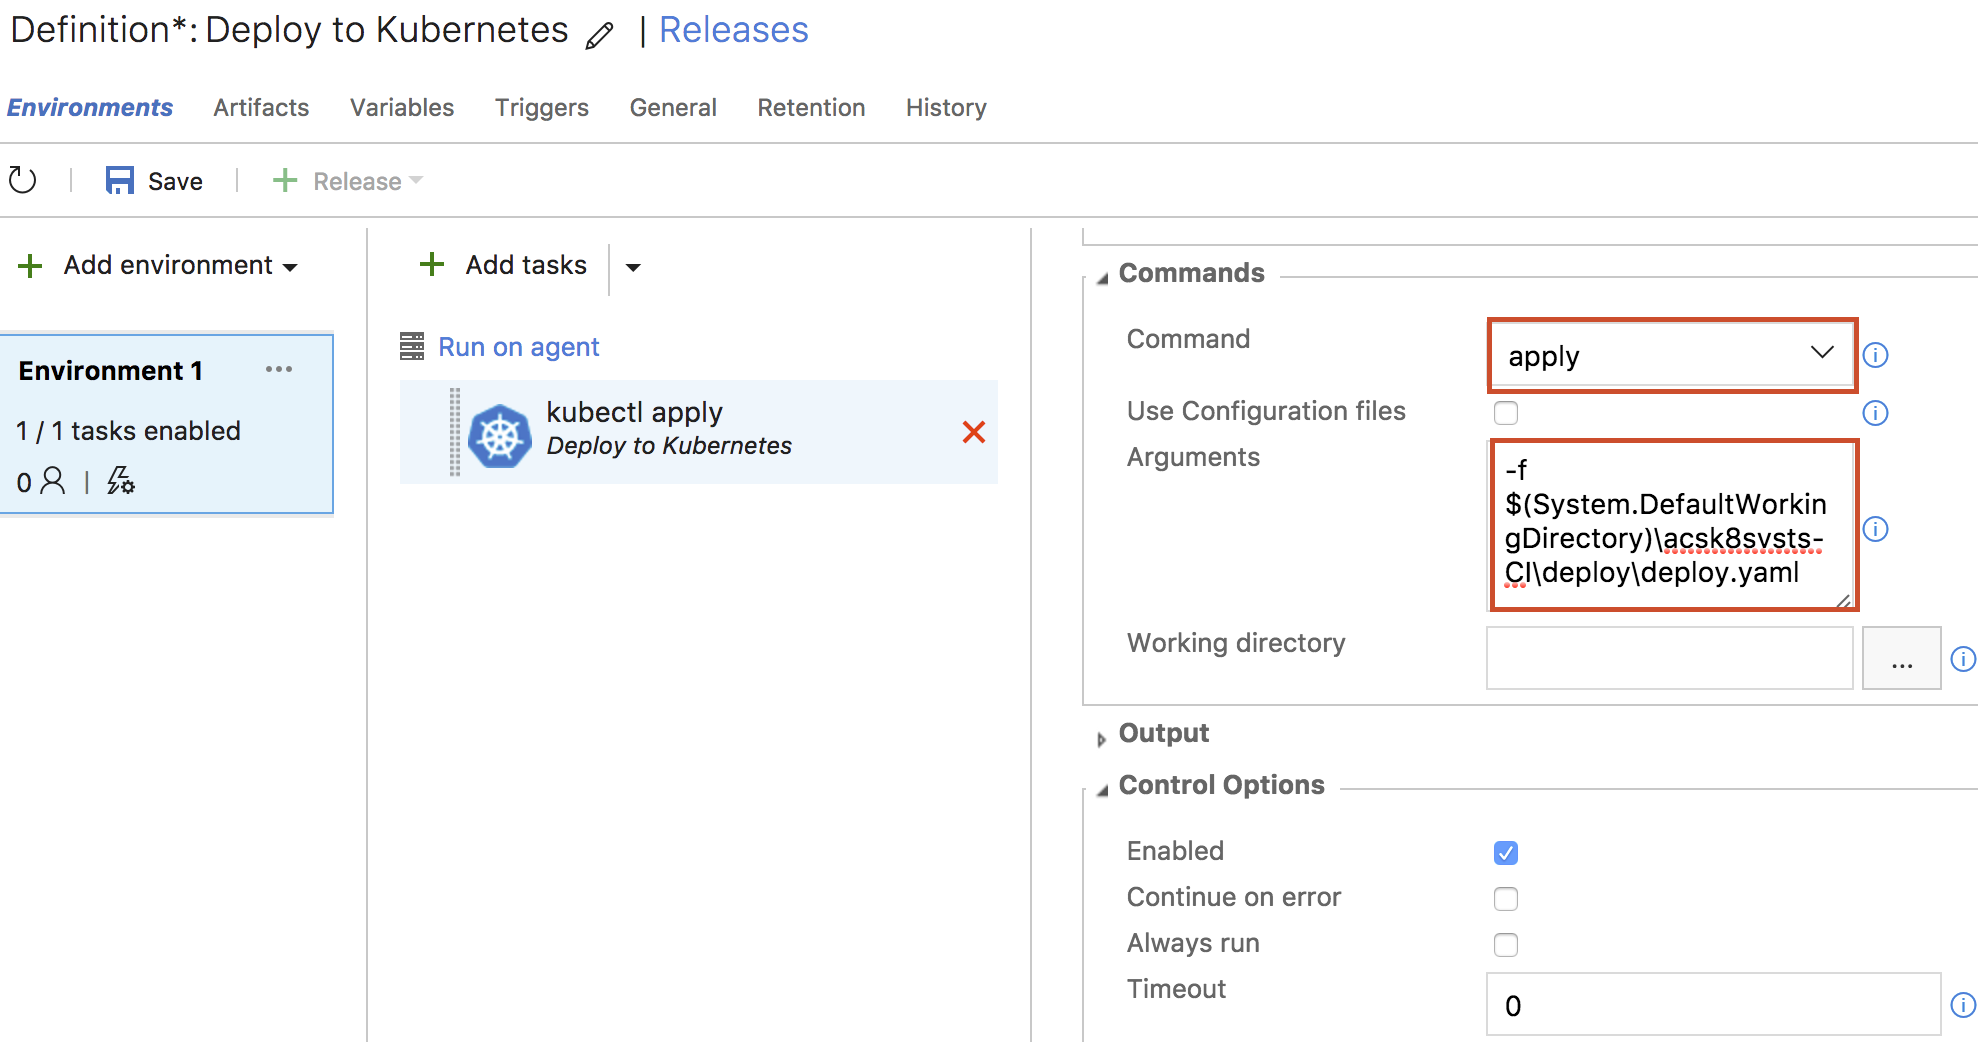 Definition*: Deploy to Kubernetes | Releases
Environments Artifacts Variables Triggers General Retention History
Save | Release
Add environment
Environment 1 ...
1 / 1 tasks enabled
0 |
Add tasks
Run on agent
kubectl apply
Deploy to Kubernetes
Commands
Command
apply
Use Configuration files
Arguments
-f
$(System.DefaultWorkin
gDirectory)\acsk8svsts-
CI\deploy\deploy.yaml
Working directory
...
Output
Control Options
Enabled
Continue on error
Always run
Timeout
0